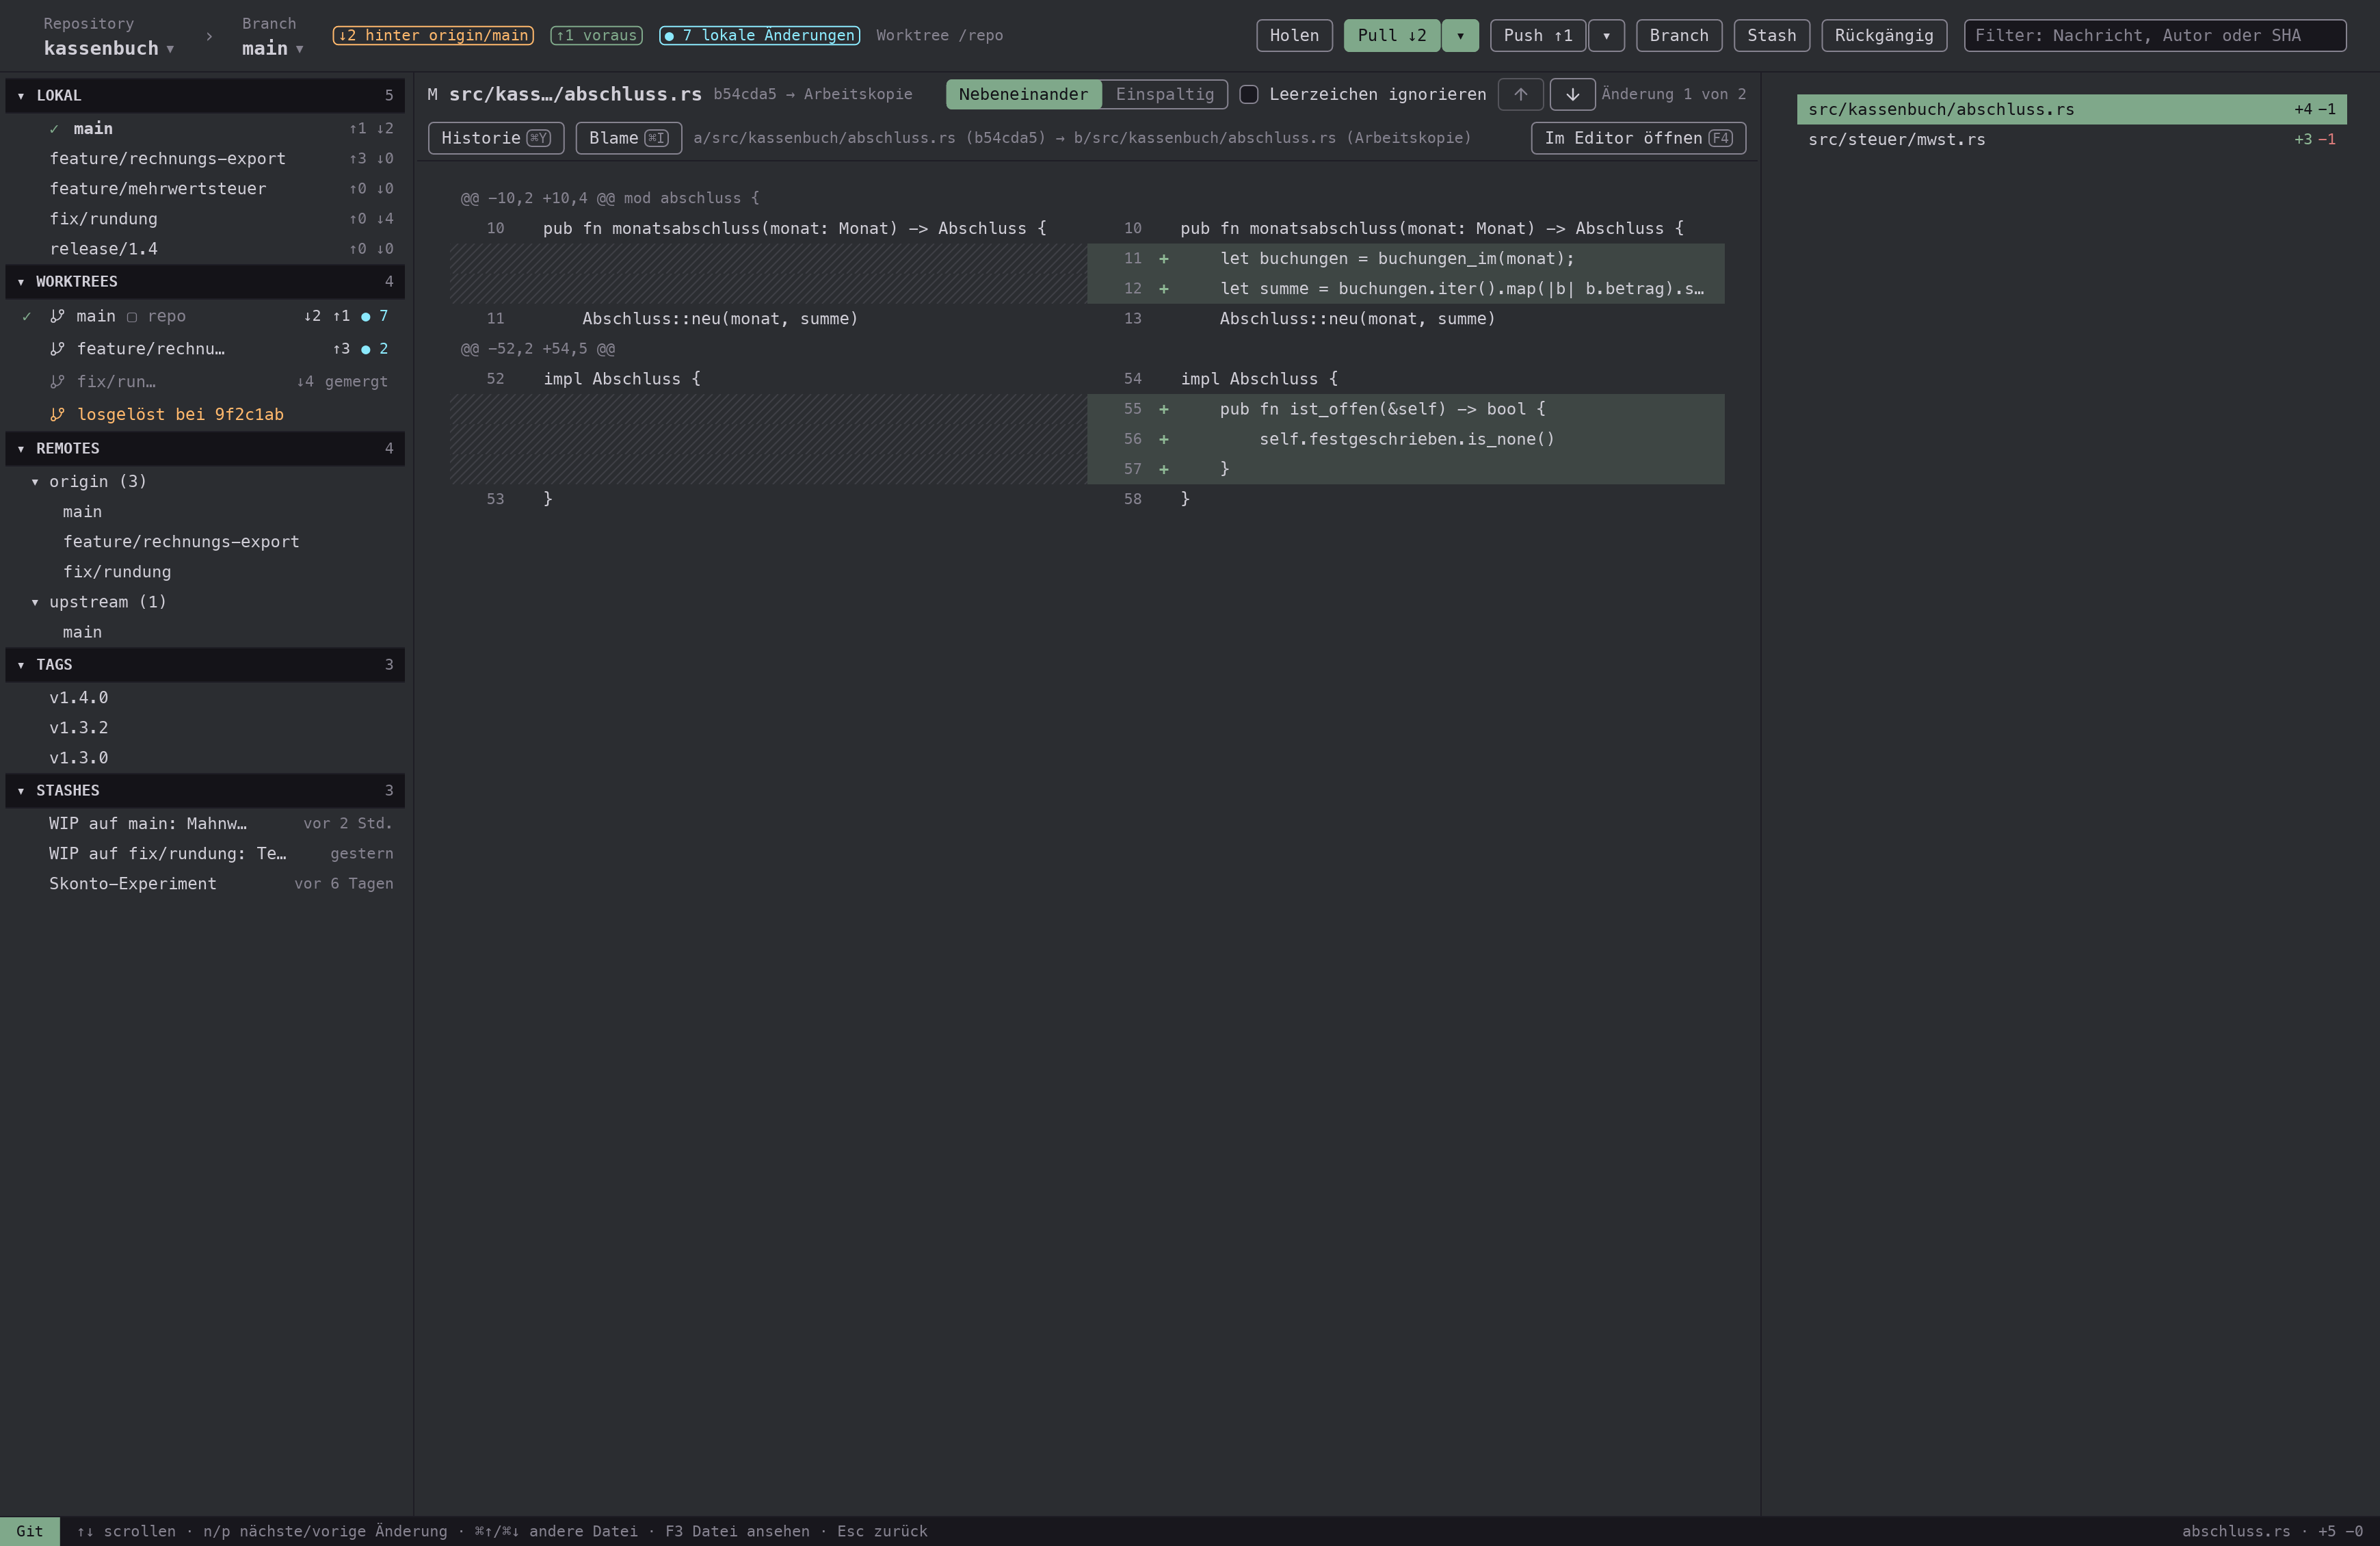 Repository
kassenbuch ▾
›
Branch
main ▾
↓2 hinter origin/main
↑1 voraus
● 7 lokale Änderungen
Worktree /repo
Holen
Pull ↓2 ▾
Push ↑1 ▾
Branch
Stash
Rückgängig
Filter: Nachricht, Autor oder SHA
▾ LOKAL 5
✓ main ↑1 ↓2
feature/rechnungs-export ↑3 ↓0
feature/mehrwertsteuer ↑0 ↓0
fix/rundung ↑0 ↓4
release/1.4 ↑0 ↓0
▾ WORKTREES 4
✓ main ▢ repo ↓2 ↑1 ● 7
feature/rechnu… ↑3 ● 2
fix/run… ↓4 gemergt
losgelöst bei 9f2c1ab
▾ REMOTES 4
▾ origin (3)
main
feature/rechnungs-export
fix/rundung
▾ upstream (1)
main
▾ TAGS 3
v1.4.0
v1.3.2
v1.3.0
▾ STASHES 3
WIP auf main: Mahnw… vor 2 Std.
WIP auf fix/rundung: Te… gestern
Skonto-Experiment vor 6 Tagen
M src/kass…/abschluss.rs b54cda5 → Arbeitskopie
Nebeneinander Einspaltig
Leerzeichen ignorieren
↑ ↓ Änderung 1 von 2
Historie ⌘Y
Blame ⌘I
a/src/kassenbuch/abschluss.rs (b54cda5) → b/src/kassenbuch/abschluss.rs (Arbeitskopie)
Im Editor öffnen F4
@@ -10,2 +10,4 @@ mod abschluss {
10 pub fn monatsabschluss(monat: Monat) -> Abschluss { 10 pub fn monatsabschluss(monat: Monat) -> Abschluss {
11 + let buchungen = buchungen_im(monat);
12 + let summe = buchungen.iter().map(|b| b.betrag).s…
11 Abschluss::neu(monat, summe) 13 Abschluss::neu(monat, summe)
@@ -52,2 +54,5 @@
52 impl Abschluss { 54 impl Abschluss {
55 + pub fn ist_offen(&self) -> bool {
56 + self.festgeschrieben.is_none()
57 + }
53 } 58 }
src/kassenbuch/abschluss.rs +4 −1
src/steuer/mwst.rs +3 −1
Git ↑↓ scrollen · n/p nächste/vorige Änderung · ⌘↑/⌘↓ andere Datei · F3 Datei ansehen · Esc zurück
abschluss.rs · +5 −0